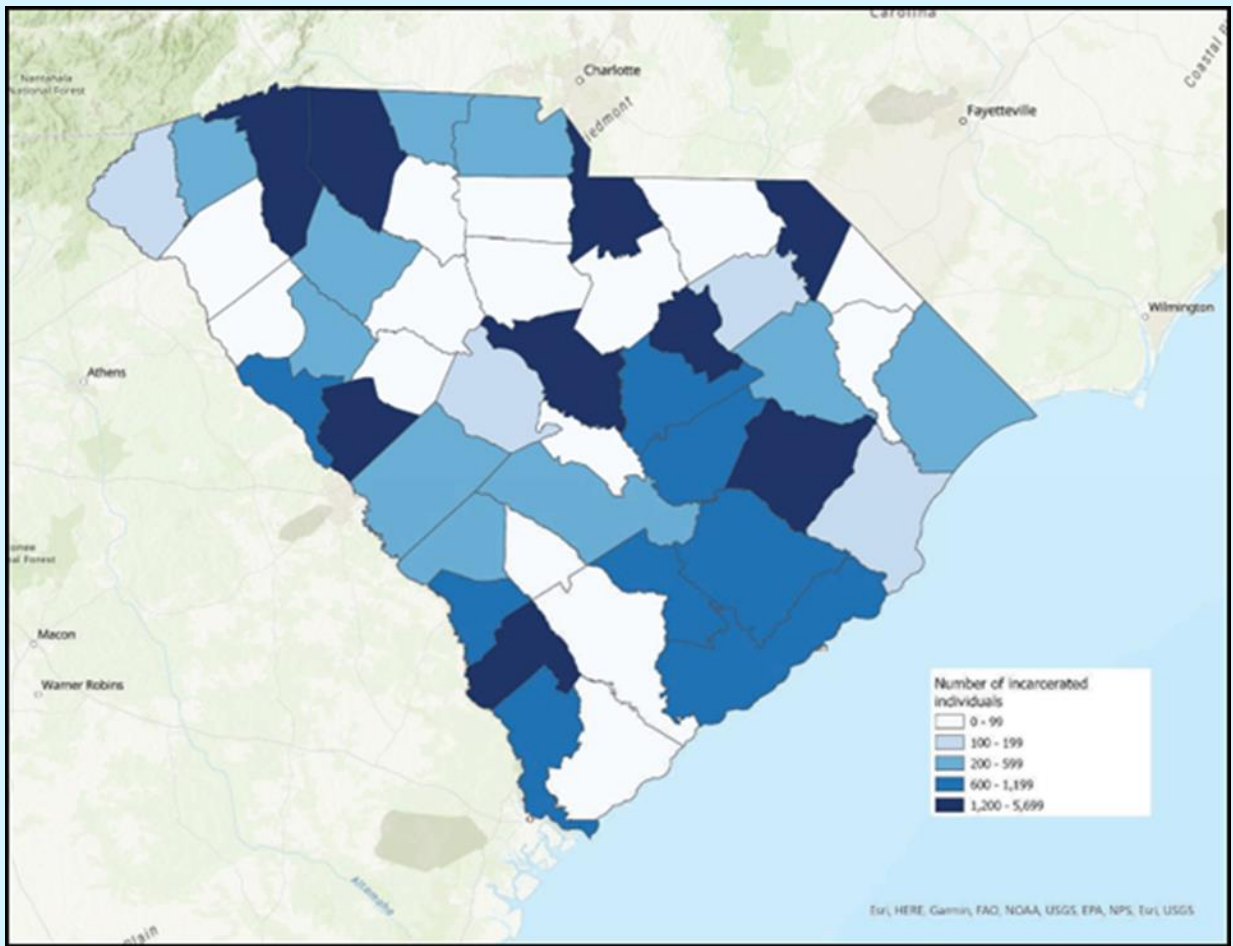 Carolina
Nantahala
National Forest
Charlotte
Piedmont
Fayetteville
Coastal
Wilmington
Athens
Macon
Warner Robins
Number of incarcerated
individuals
0 - 99
100 - 199
200 - 599
600 - 1,199
1,200 - 5,699
Altamaha
Plain
Esri, HERE, Garmin, FAO, NOAA, USGS, EPA, NPS, Esri, USGS